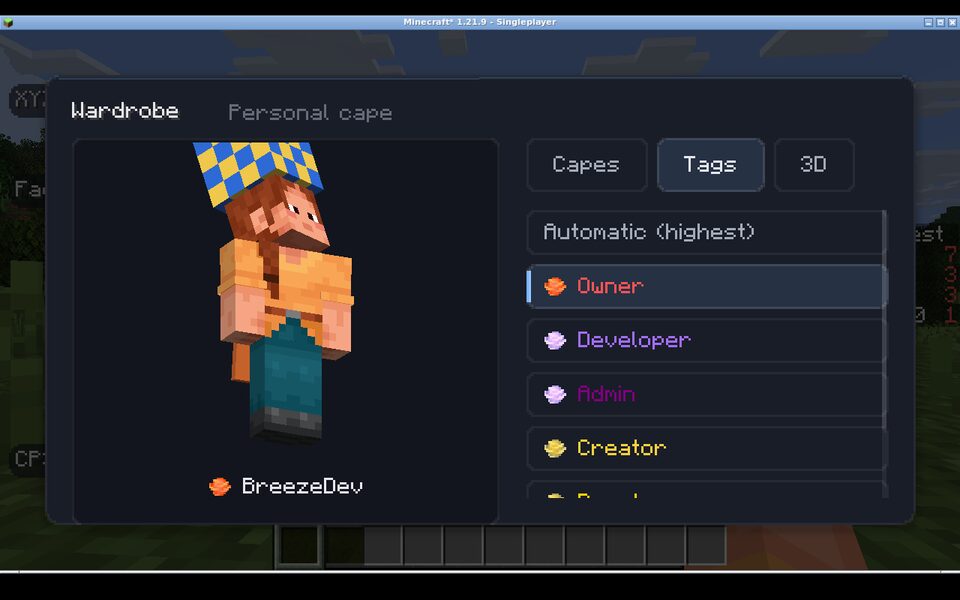 Minecraft* 1.21.9 - Singleplayer
Wardrobe
Personal cape
Capes
Tags
3D
Automatic (highest)
Owner
Developer
Admin
Creator
BreezeDev